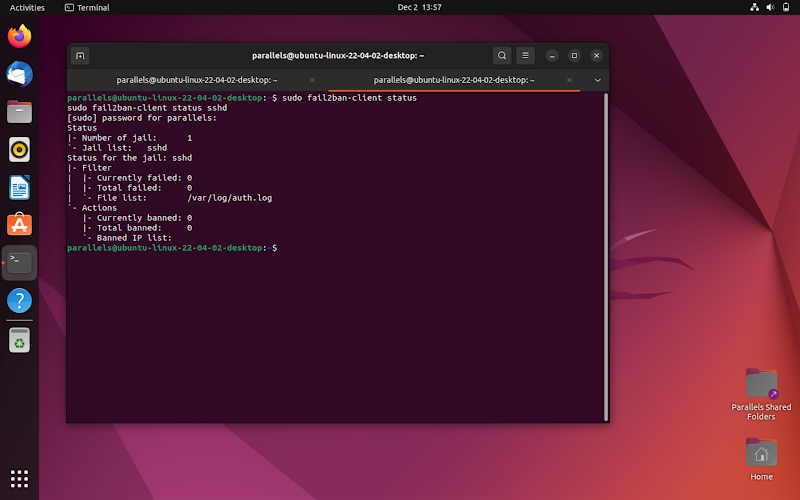 Activities
Terminal
Dec 2 13:57
parallels@ubuntu-linux-22-04-02-desktop: ~
parallels@ubuntu-linux-22-04-02-desktop: ~
parallels@ubuntu-linux-22-04-02-desktop: ~
parallels@ubuntu-linux-22-04-02-desktop:~$ sudo fail2ban-client status
sudo fail2ban-client status sshd
[sudo] password for parallels:
Status
|- Number of jail: 1
`- Jail list: sshd
Status for the jail: sshd
|- Filter
| |- Currently failed: 0
| |- Total failed: 0
| `- File list: /var/log/auth.log
`- Actions
|- Currently banned: 0
|- Total banned: 0
`- Banned IP list:
parallels@ubuntu-linux-22-04-02-desktop:~$
Parallels Shared
Folders
Home